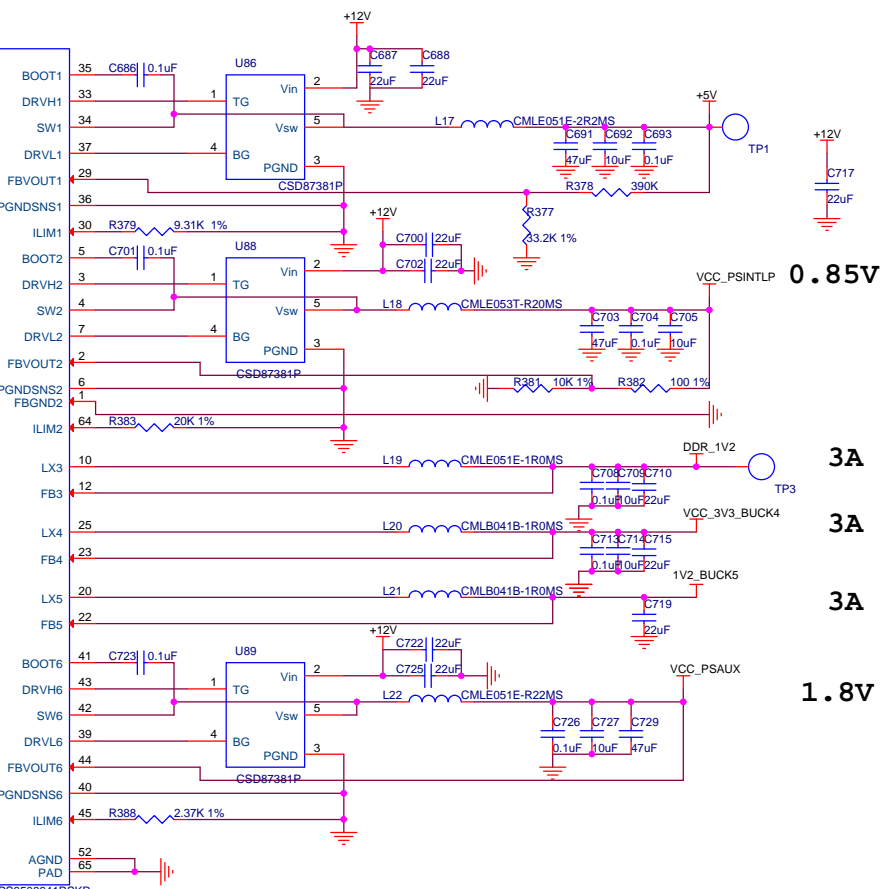 +12V
C687
C688
22uF
22uF
35
BOOT1
C686
0.1uF
U86
Vin
2
33
DRVH1
1
TG
34
SW1
Vsw
5
L17
CMLE051E-2R2MS
+5V
TP1
C691
C692
C693
47uF
10uF
0.1uF
37
DRVL1
4
BG
PGND
3
CSD87381P
29
FBVOUT1
R378
390K
+12V
C717
22uF
36
PGNDSNS1
R377
33.2K 1%
30
ILIM1
R379
9.31K 1%
+12V
C700
22uF
C702
22uF
5
BOOT2
C701
0.1uF
U88
Vin
2
3
DRVH2
1
TG
VCC_PSINTLP
0.85V
4
SW2
Vsw
5
L18
CMLE053T-R20MS
C703
C704
C705
47uF
0.1uF
10uF
7
DRVL2
4
BG
PGND
3
CSD87381P
2
FBVOUT2
R381
10K 1%
R382
100 1%
6
PGNDSNS2
1
FBGND2
64
ILIM2
R383
20K 1%
10
LX3
L19
CMLE051E-1R0MS
DDR_1V2
3A
TP3
12
FB3
C708
C709
C710
0.1uF
10uF
22uF
25
LX4
L20
CMLB041B-1R0MS
VCC_3V3_BUCK4
3A
23
FB4
C713
C714
C715
0.1uF
10uF
22uF
20
LX5
L21
CMLB041B-1R0MS
1V2_BUCK5
3A
22
FB5
C719
22uF
+12V
C722
22uF
C725
22uF
41
BOOT6
C723
0.1uF
U89
Vin
2
VCC_PSAUX
1.8V
43
DRVH6
1
TG
42
SW6
Vsw
5
L22
CMLE051E-R22MS
C726
C727
C729
0.1uF
10uF
47uF
39
DRVL6
4
BG
PGND
3
CSD87381P
44
FBVOUT6
40
PGNDSNS6
45
ILIM6
R388
2.37K 1%
52
AGND
65
PAD